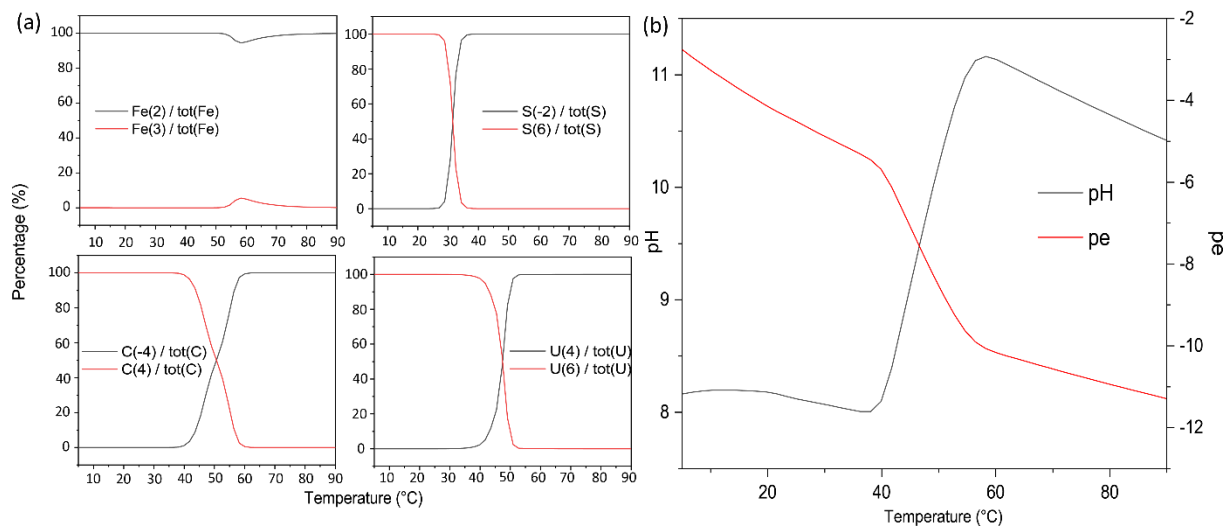 (a)
Percentage (%)
100
80
60
40
20
0
Fe(2) / tot(Fe)
Fe(3) / tot(Fe)
10 20 30 40 50 60 70 80 90
100
80
60
40
20
0
S(-2) / tot(S)
S(6) / tot(S)
10 20 30 40 50 60 70 80 90
100
80
60
40
20
0
C(-4) / tot(C)
C(4) / tot(C)
10 20 30 40 50 60 70 80 90
100
80
60
40
20
0
U(4) / tot(U)
U(6) / tot(U)
10 20 30 40 50 60 70 80 90
Temperature (°C)
(b)
pH
11
10
9
8
pH
pe
20 40 60 80
Temperature (°C)
-2
-4
-6
-8
-10
-12
pe